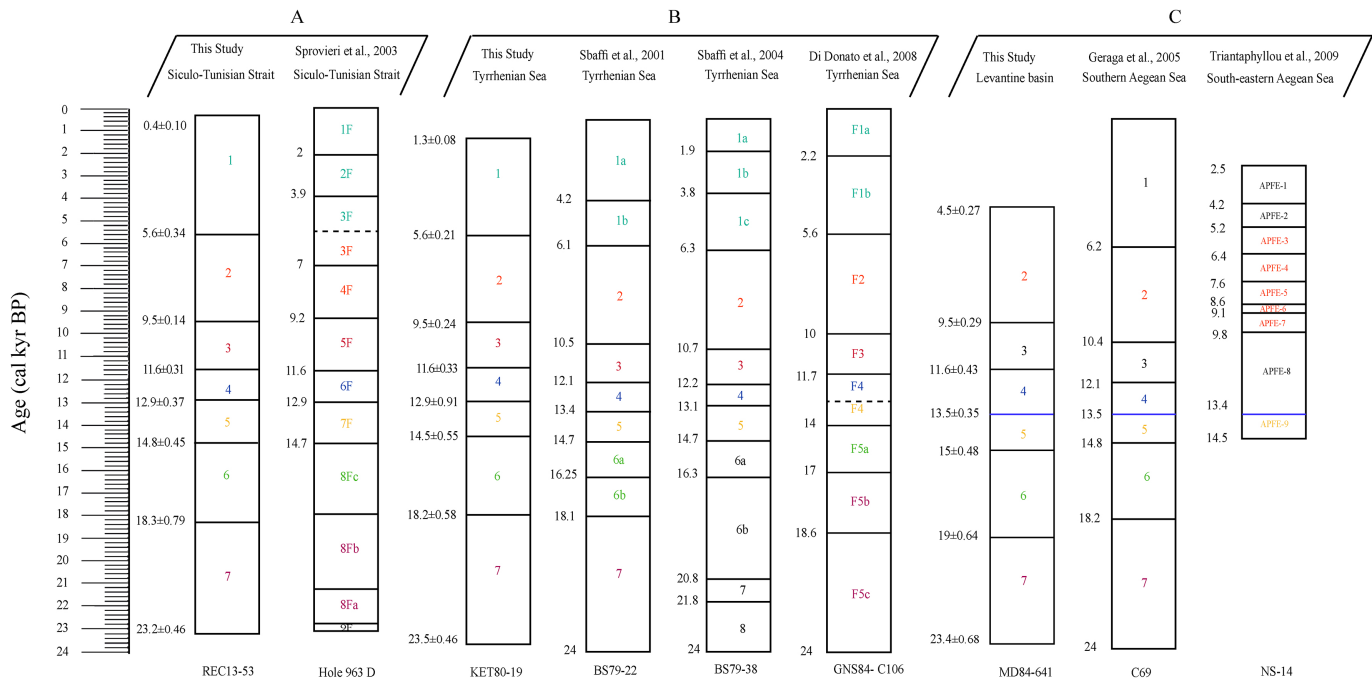 A
B
C
This Study
Siculo-Tunisian Strait
Sprovieri et al., 2003
Siculo-Tunisian Strait
This Study
Tyrrhenian Sea
Sbaffi et al., 2001
Tyrrhenian Sea
Sbaffi et al., 2004
Tyrrhenian Sea
Di Donato et al., 2008
Tyrrhenian Sea
This Study
Levantine basin
Geraga et al., 2005
Southern Aegean Sea
Triantaphyllou et al., 2009
South-eastern Aegean Sea
Age (cal kyr BP)
0
1
2
3
4
5
6
7
8
9
10
11
12
13
14
15
16
17
18
19
20
21
22
23
24
0.4±0.10
1
5.6±0.34
2
9.5±0.14
3
11.6±0.31
4
12.9±0.37
5
14.8±0.45
6
18.3±0.79
7
23.2±0.46
REC13-53
1F
2
2F
3.9
3F
3F
7
4F
9.2
5F
11.6
6F
12.9
7F
14.7
8Fc
8Fb
8Fa
9F
Hole 963 D
1.3±0.08
1
5.6±0.21
2
9.5±0.24
3
11.6±0.33
4
12.9±0.91
5
14.5±0.55
6
18.2±0.58
7
23.5±0.46
KET80-19
1a
4.2
1b
6.1
2
10.5
3
12.1
4
13.4
5
14.7
6a
16.25
6b
18.1
7
24
BS79-22
1a
1.9
1b
3.8
1c
6.3
2
10.7
3
12.2
4
13.1
5
14.7
6a
16.3
6b
20.8
7
21.8
8
24
BS79-38
F1a
2.2
F1b
5.6
F2
10
F3
11.7
F4
F4
14
F5a
17
F5b
18.6
F5c
24
GNS84- C106
4.5±0.27
2
9.5±0.29
3
11.6±0.43
4
13.5±0.35
5
15±0.48
6
19±0.64
7
23.4±0.68
MD84-641
1
6.2
2
10.4
3
12.1
4
13.5
5
14.8
6
18.2
7
24
C69
2.5
APFE-1
4.2
APFE-2
5.2
APFE-3
6.4
APFE-4
7.6
APFE-5
8.6
APFE-6
9.1
APFE-7
9.8
APFE-8
13.4
APFE-9
14.5
NS-14